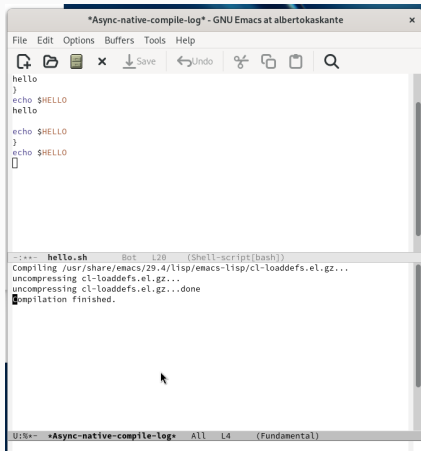 *Async-native-compile-log* - GNU Emacs at albertokaskante
File Edit Options Buffers Tools Help
Save Undo
hello
}
echo $HELLO
hello
echo $HELLO
}
echo $HELLO
-:**- hello.sh Bot L20 (Shell-script[bash])
Compiling /usr/share/emacs/29.4/lisp/emacs-lisp/cl-loaddefs.el.gz...
uncompressing cl-loaddefs.el.gz...
uncompressing cl-loaddefs.el.gz...done
Compilation finished.
U:%*- *Async-native-compile-log* All L4 (Fundamental)